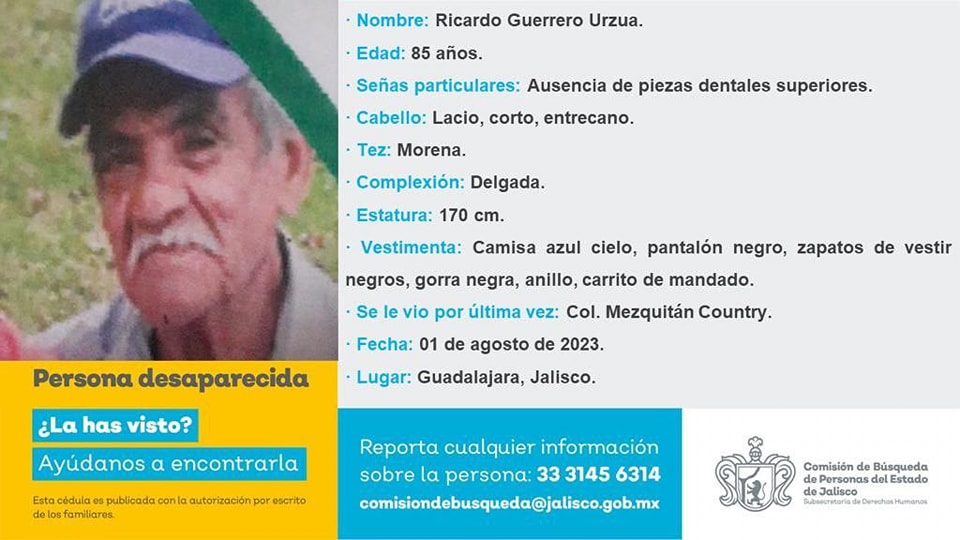 · Nombre: Ricardo Guerrero Urzua.
· Edad: 85 años.
· Señas particulares: Ausencia de piezas dentales superiores.
· Cabello: Lacio, corto, entrecano.
· Tez: Morena.
· Complexión: Delgada.
· Estatura: 170 cm.
· Vestimenta: Camisa azul cielo, pantalón negro, zapatos de vestir
negros, gorra negra, anillo, carrito de mandado.
· Se le vio por última vez: Col. Mezquitán Country.
· Fecha: 01 de agosto de 2023.
· Lugar: Guadalajara, Jalisco.
Persona desaparecida
¿La has visto?
Ayúdanos a encontrarla
Esta cédula es publicada con la autorización por escrito
de los familiares.
Reporta cualquier información
sobre la persona: 33 3145 6314
comisiondebusqueda@jalisco.gob.mx
Comisión de Búsqueda
de Personas del Estado
de Jalisco
Subsecretaría de Derechos Humanos